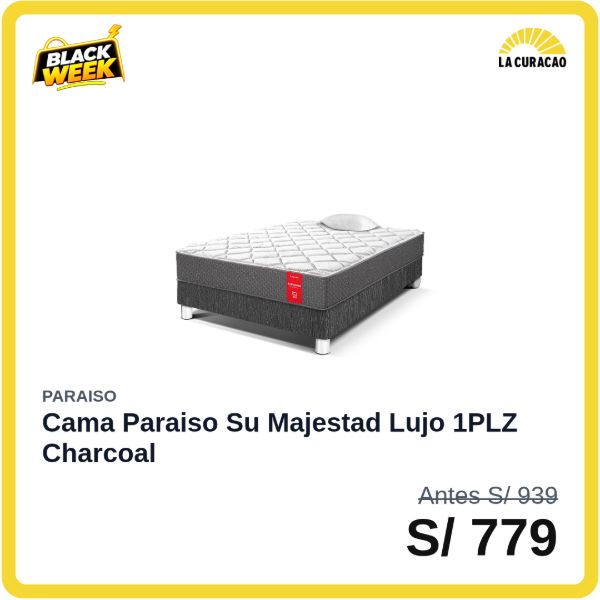 BLACK
WEEK
LA CURACAO
PARAISO
Cama Paraiso Su Majestad Lujo 1PLZ
Charcoal
Antes S/ 939
S/ 779